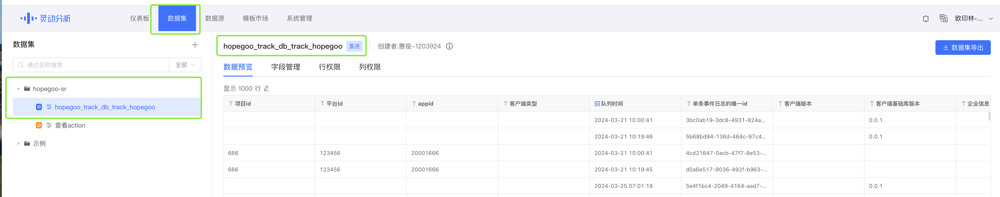 灵动分析
仪表板 数据集 数据源 模板市场 系统管理
欧印林-...
数据集
通过名称搜索 全部
hopegoo-sr
hopegoo_track_db_track_hopegoo
查看action
示例
hopegoo_track_db_track_hopegoo 直连 创建者:惠俊-1203924
数据集导出
数据预览 字段管理 行权限 列权限
显示 1000 行
项目id 平台Id appid 客户端类型 队列时间 单条事件日志的唯一id 客户端版本 客户端基础库版本 企业信息
2024-03-21 10:00:41 3bc0ab19-3dc8-4931-824a... 0.0.1
2024-03-21 10:19:46 5b68bd94-136d-464c-97c4... 0.0.1
666 123456 20001666 2024-03-21 10:00:41 4cd21647-0acb-47f7-8e53-...
666 123456 20001666 2024-03-21 10:19:45 d0a6e517-9036-492f-b963-...
2024-03-25 07:01:18 5e4f1bc4-2049-4164-aad7-... 0.0.1